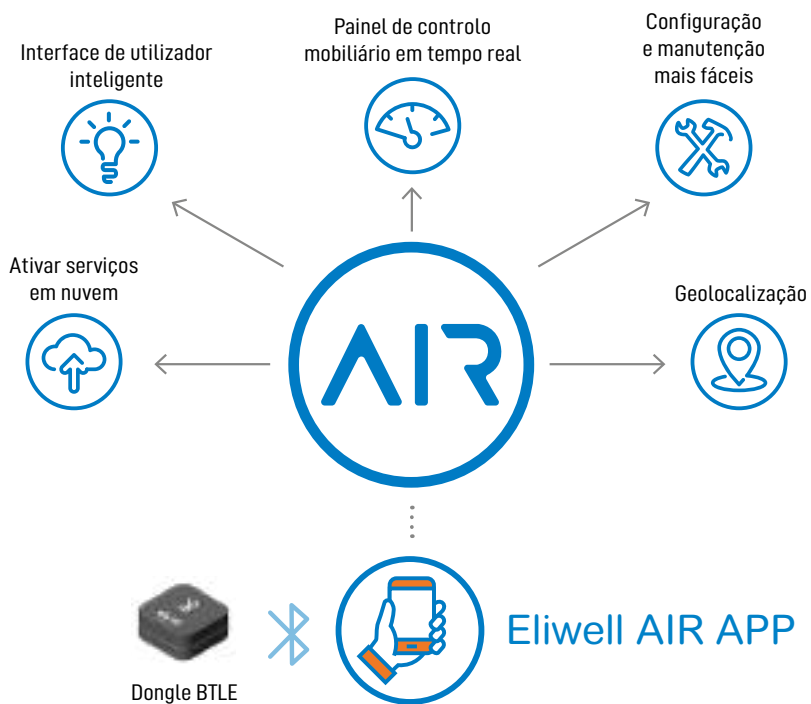 Interface de utilizador
inteligente
Painel de controlo
mobiliário em tempo real
Configuração
e manutenção
mais fáceis
Ativar serviços
em nuvem
Geolocalização
AIR
Eliwell AIR APP
Dongle BTLE